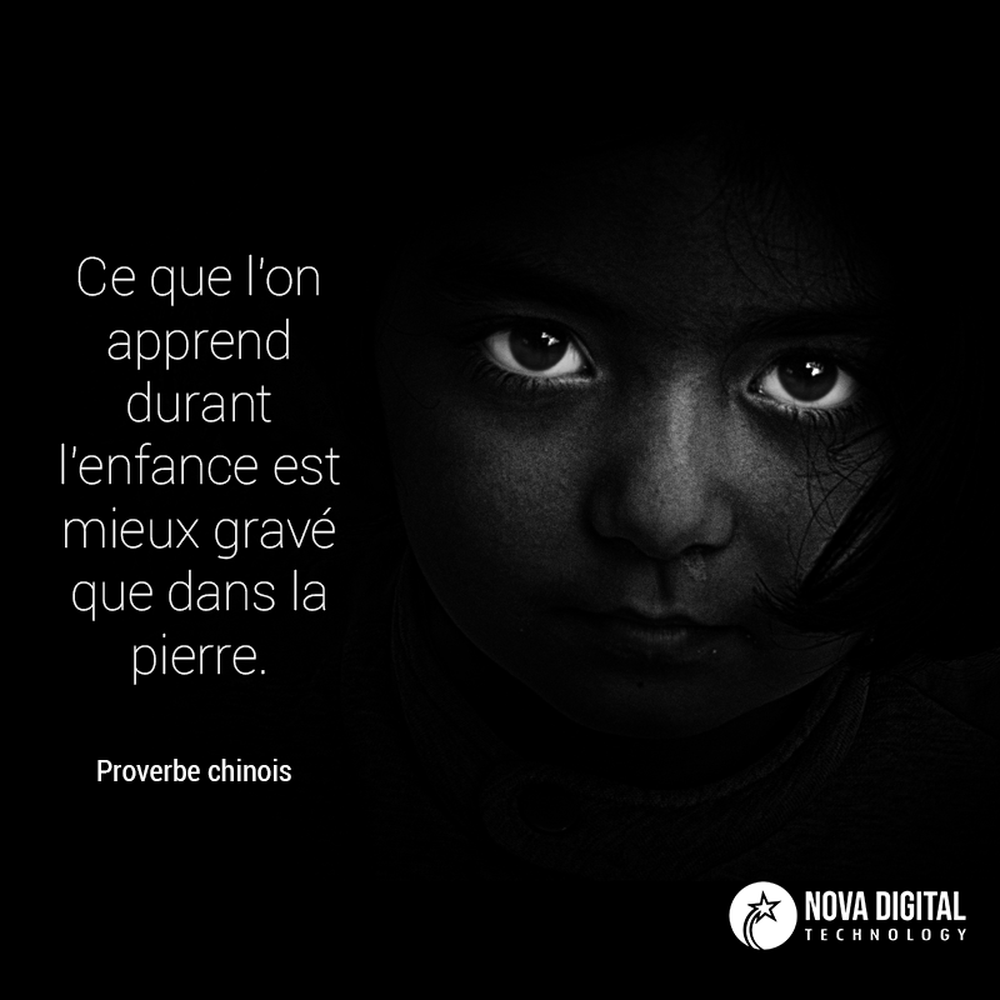 Ce que l'on
apprend
durant
l'enfance est
mieux gravé
que dans la
pierre.
Proverbe chinois
NOVA DIGITAL
TECHNOLOGY